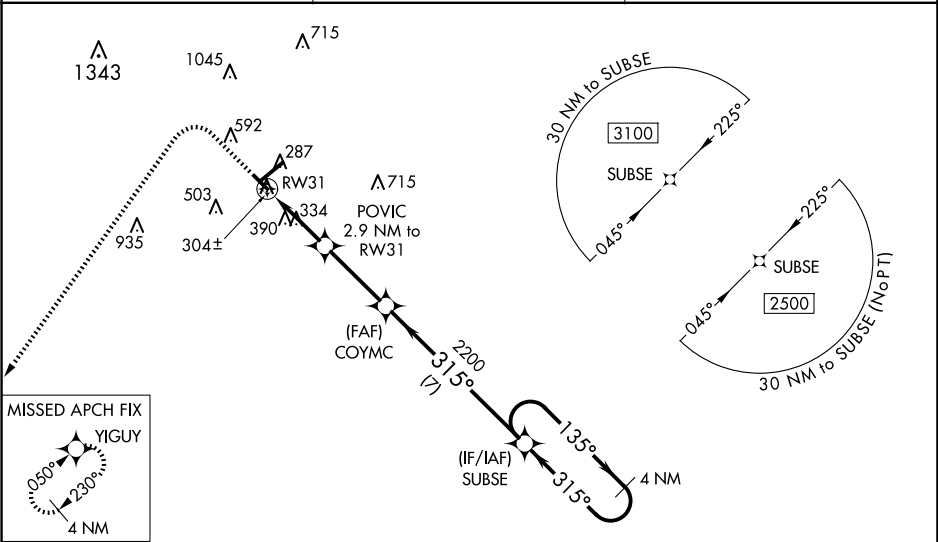 1343
1045
715
592
287
RW31
503
304±
935
390
334
715
POVIC
2.9 NM to
RW31
(FAF)
COYMC
2200
315°
(7)
(IF/IAF)
SUBSE
135°
315°
4 NM
30 NM to SUBSE
3100
225°
SUBSE
045°
225°
SUBSE
045°
2500
30 NM to SUBSE (NoPT)
MISSED APCH FIX
YIGUY
050°
230°
4 NM